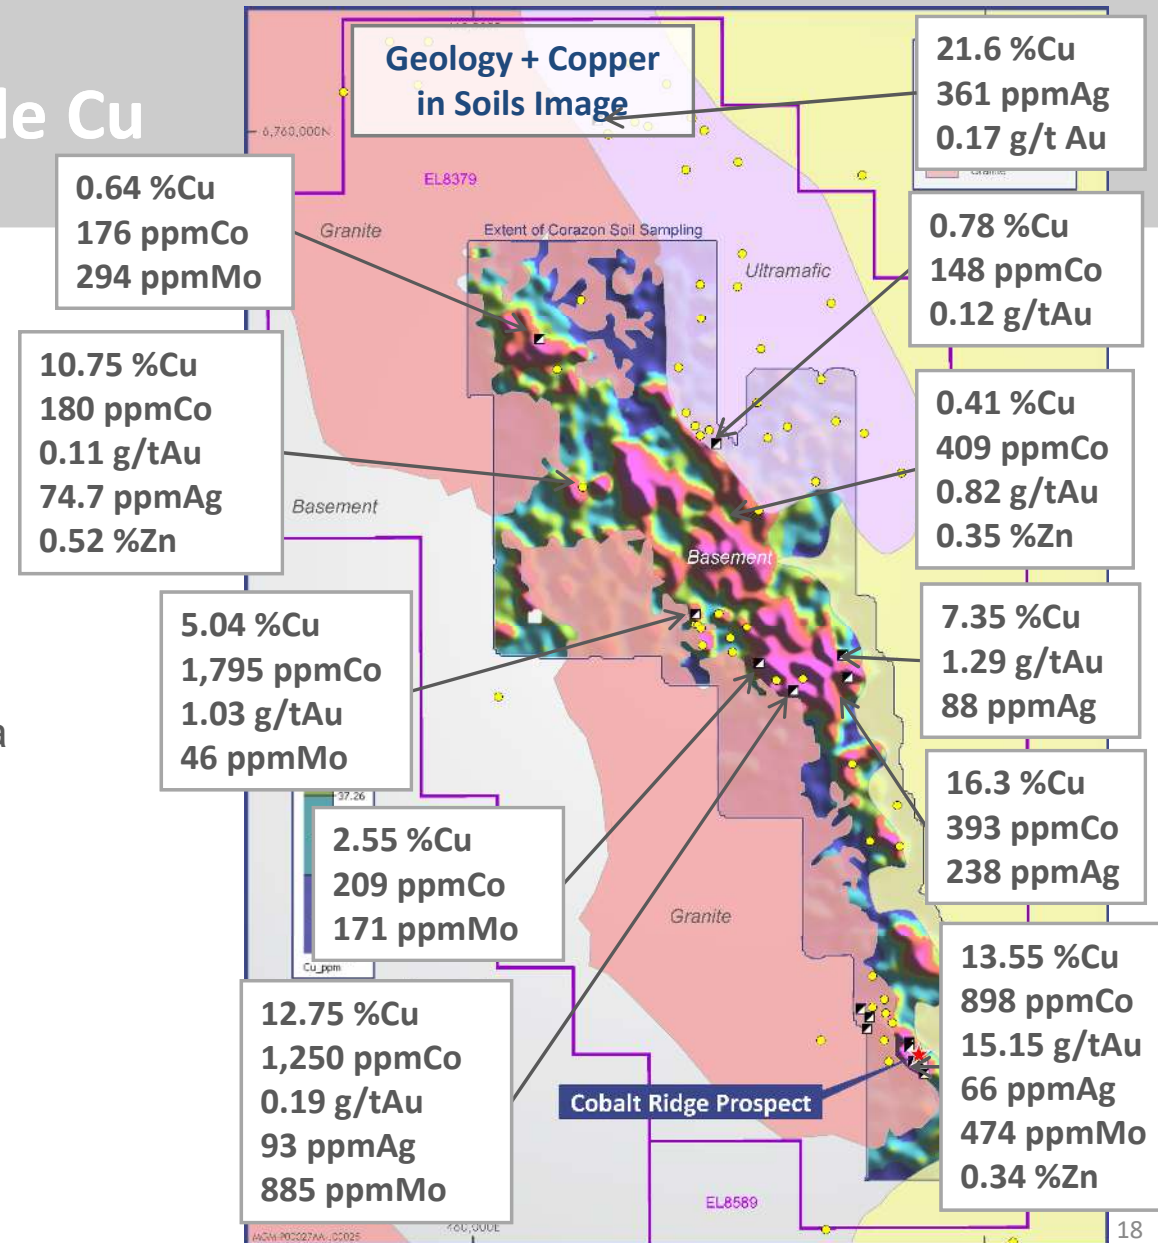 le Cu
Geology + Copper
in Soils Image
6,760,000N
EL8379
Granite
Extent of Corazon Soil Sampling
Ultramafic
21.6 %Cu
361 ppmAg
0.17 g/t Au
0.64 %Cu
176 ppmCo
294 ppmMo
0.78 %Cu
148 ppmCo
0.12 g/tAu
10.75 %Cu
180 ppmCo
0.11 g/tAu
74.7 ppmAg
0.52 %Zn
Basement
0.41 %Cu
409 ppmCo
0.82 g/tAu
0.35 %Zn
Basement
5.04 %Cu
1,795 ppmCo
1.03 g/tAu
46 ppmMo
7.35 %Cu
1.29 g/tAu
88 ppmAg
a
37.26
2.55 %Cu
209 ppmCo
171 ppmMo
Cu_ppm
16.3 %Cu
393 ppmCo
238 ppmAg
Granite
12.75 %Cu
1,250 ppmCo
0.19 g/tAu
93 ppmAg
885 ppmMo
13.55 %Cu
898 ppmCo
15.15 g/tAu
66 ppmAg
474 ppmMo
0.34 %Zn
Cobalt Ridge Prospect
EL8589
460,000E
18